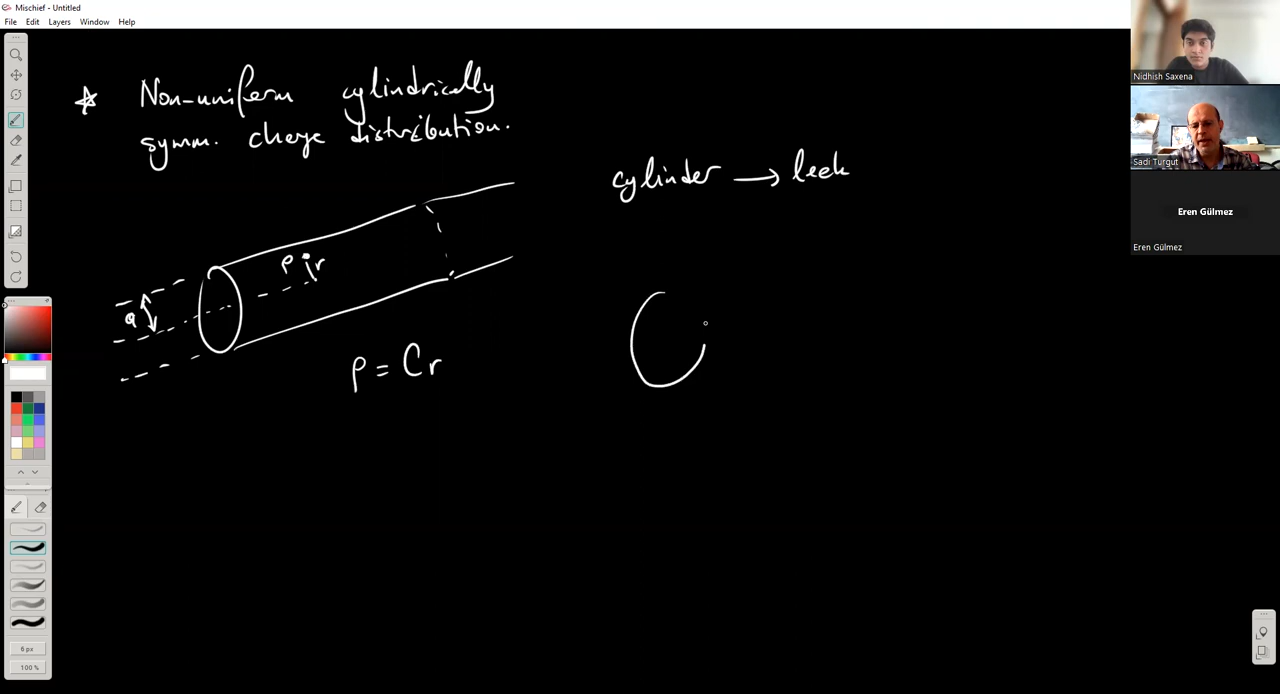 Mischief - Untitled
File Edit Layers Window Help
☆ Non-uniform cylindrically
symm. charge distribution.
cylinder → leek
ρ r
a
ρ = Cr
Nidhish Saxena
Sadi Turgut
Eren Gülmez
Eren Gülmez
6 px
100 %